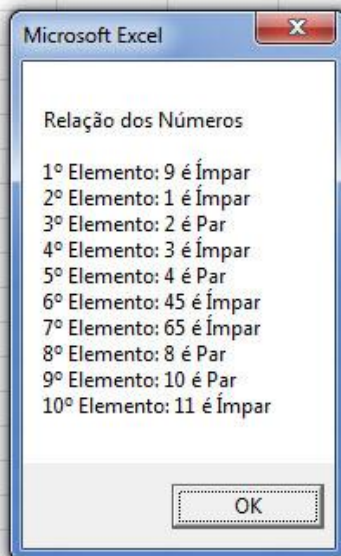 Microsoft Excel
Relação dos Números
1º Elemento: 9 é Ímpar
2º Elemento: 1 é Ímpar
3º Elemento: 2 é Par
4º Elemento: 3 é Ímpar
5º Elemento: 4 é Par
6º Elemento: 45 é Ímpar
7º Elemento: 65 é Ímpar
8º Elemento: 8 é Par
9º Elemento: 10 é Par
10º Elemento: 11 é Ímpar
OK